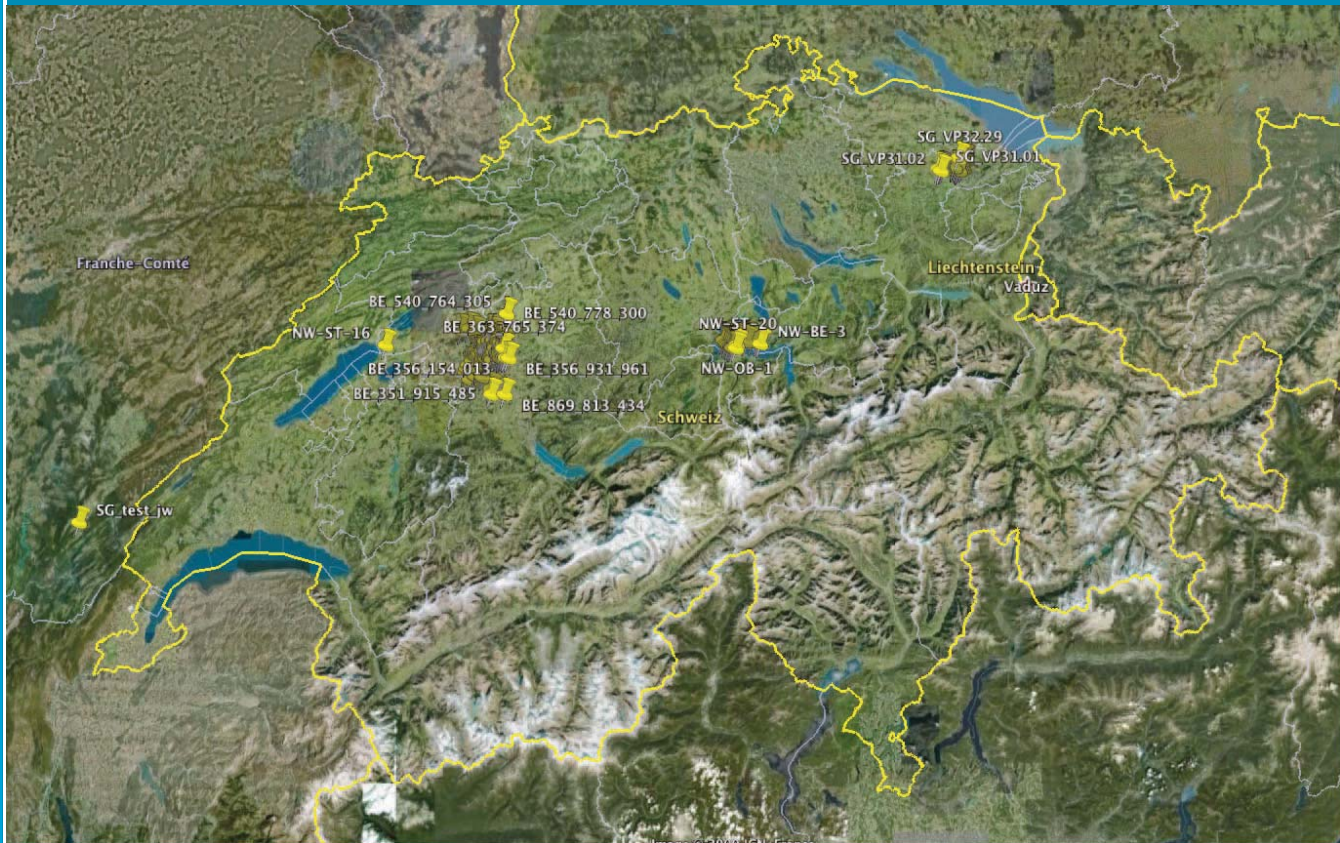 SG_VP32.29
SG_VP31.02
SG_VP31.01
Franche-Comté
Liechtenstein
Vaduz
BE_540_764_305
BE_540_778_300
BE_363_765_374
NW-ST-16
NW-ST-20
NW-BE-3
BE_356_154_013
BE_356_931_961
NW-OB-1
BE_351_915_485
BE_869_813_434
Schweiz
SG_test_jw